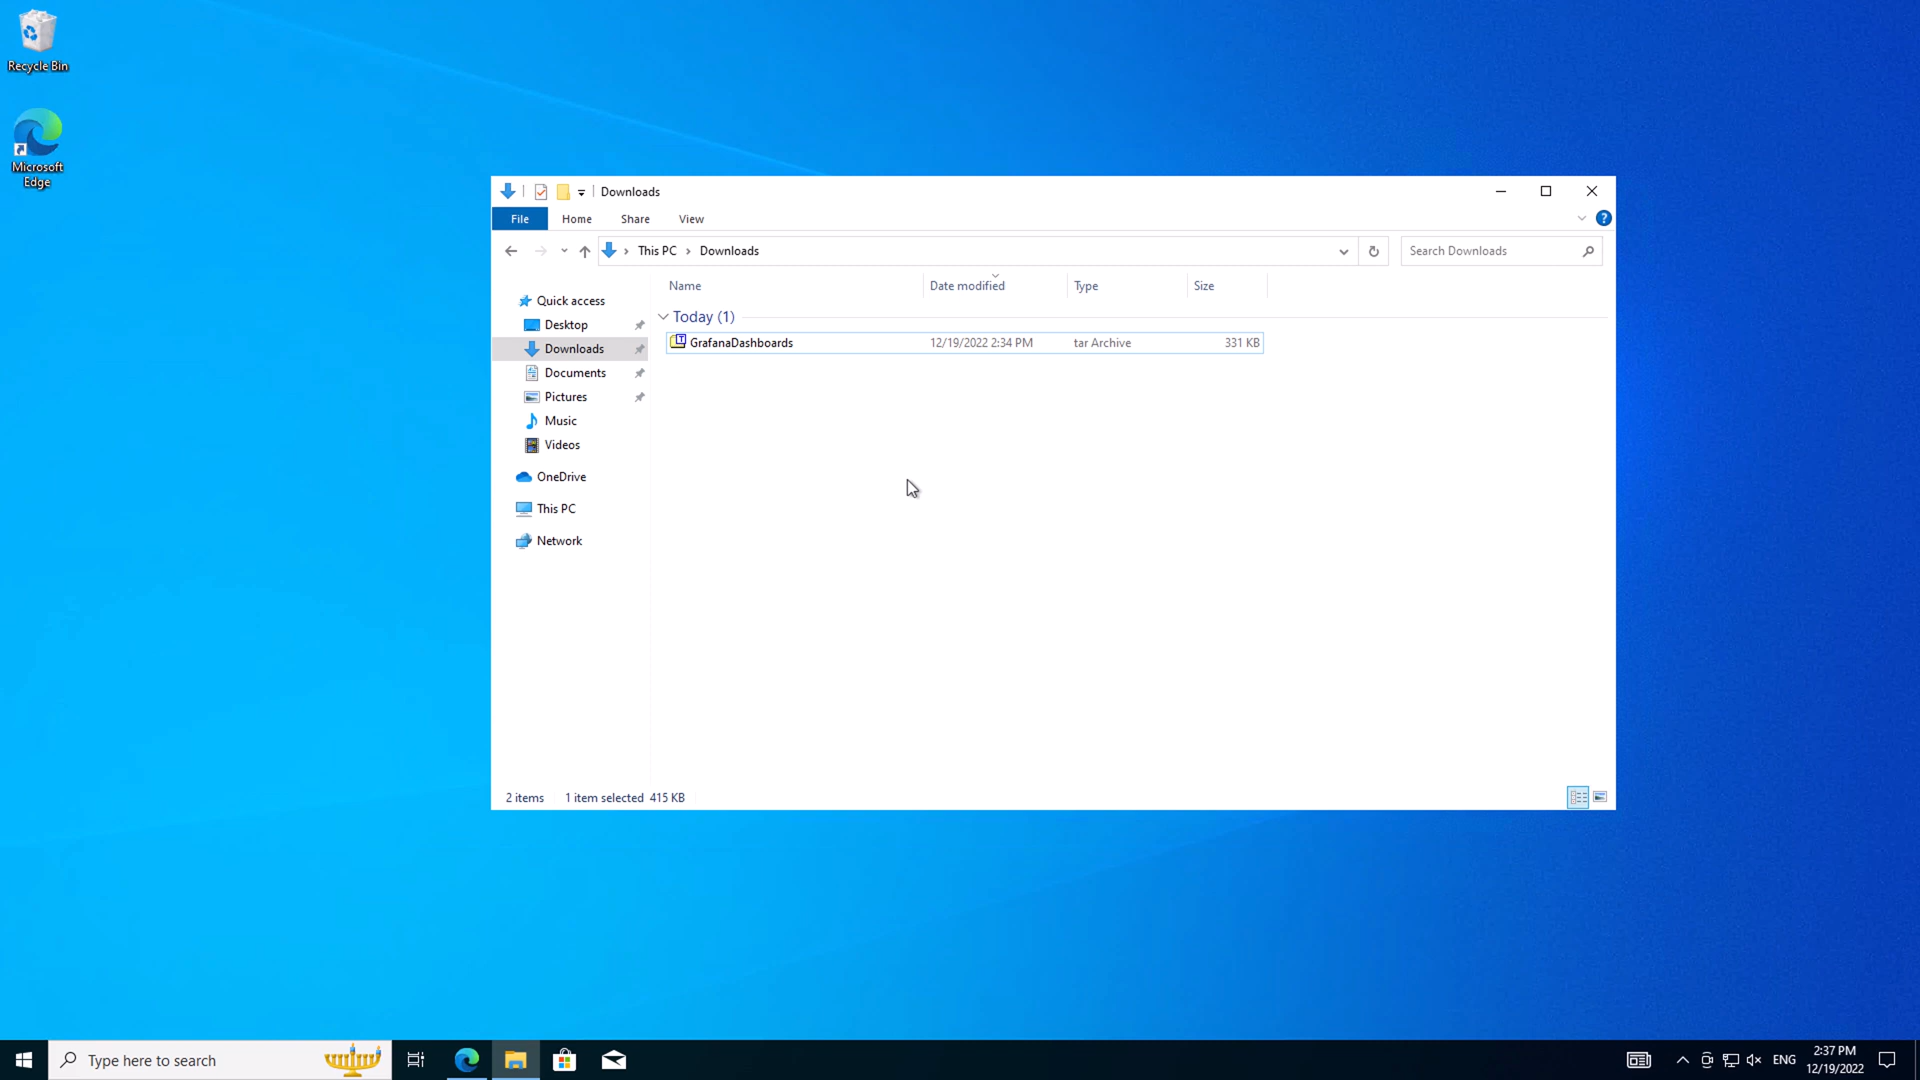 Recycle Bin
Microsoft
Edge
Downloads
File Home Share View
This PC Downloads
Search Downloads
Name Date modified Type Size
Quick access
Desktop
Downloads
Documents
Pictures
Music
Videos
OneDrive
This PC
Network
Today (1)
GrafanaDashboards 12/19/2022 2:34 PM tar Archive 331 KB
2 items 1 item selected 415 KB
Type here to search
ENG
2:37 PM
12/19/2022